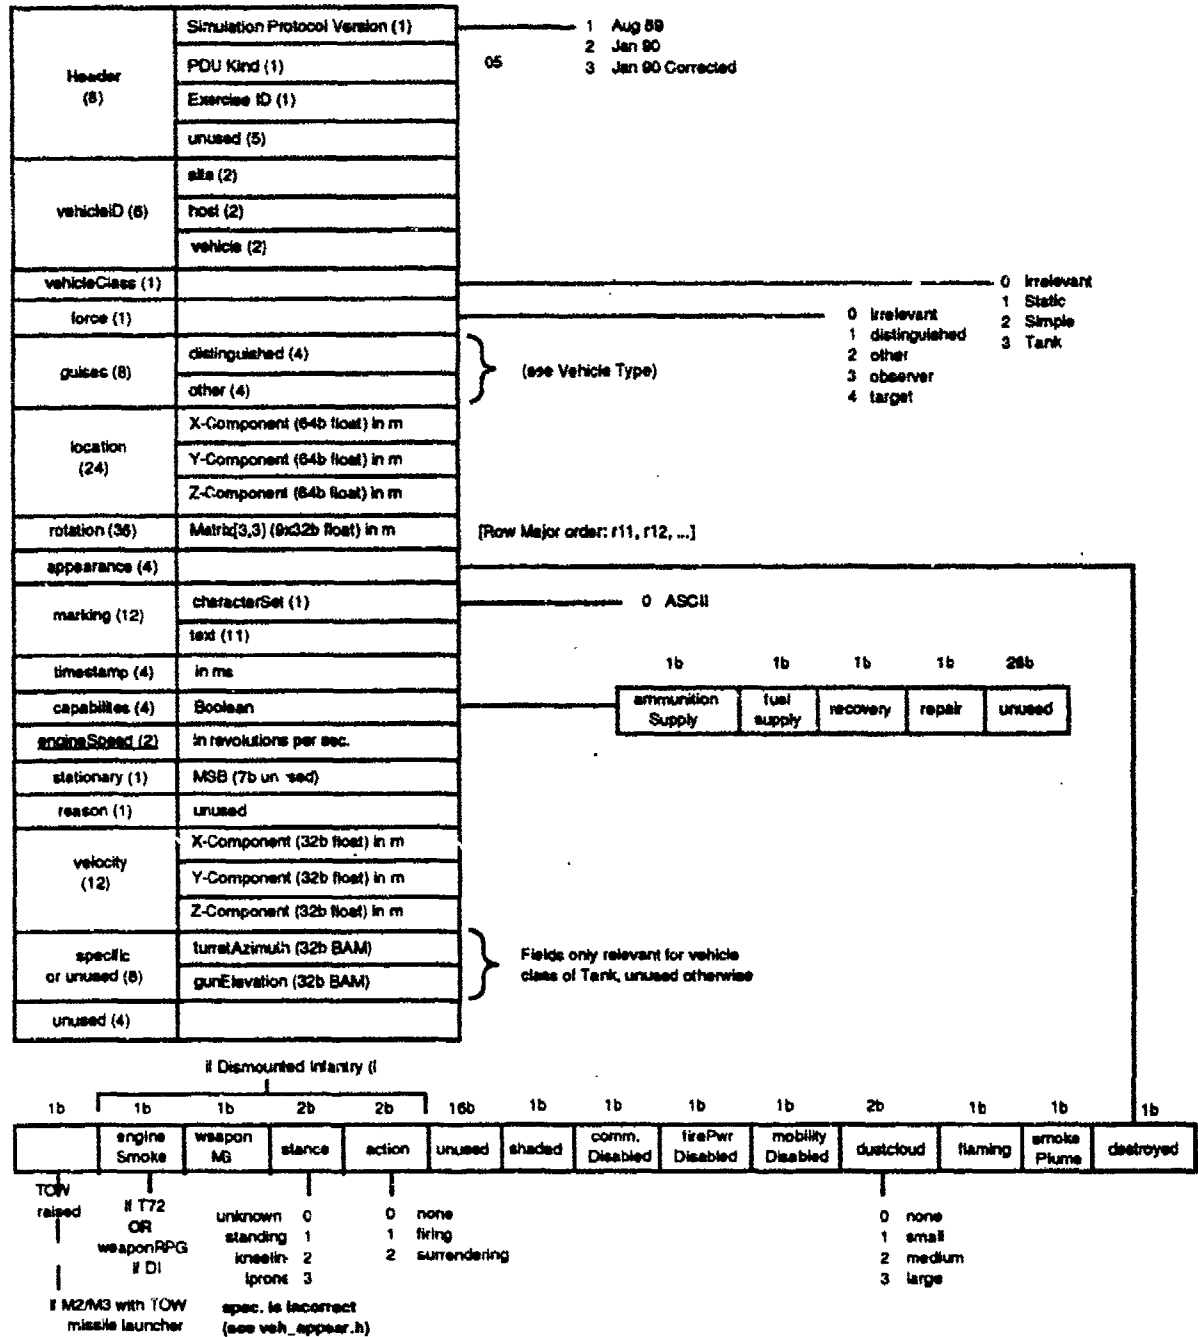 Simulation Protocol Version (1)
1 Aug 89
2 Jan 90
3 Jan 90 Corrected
Header
(8)
PDU Kind (1)
05
Exercise ID (1)
unused (5)
vehicleID (6)
site (2)
host (2)
vehicle (2)
vehicleClass (1)
0 Irrelevant
1 Static
2 Simple
3 Tank
force (1)
0 Irrelevant
1 distinguished
2 other
3 observer
4 target
guises (8)
distinguished (4)
other (4)
(see Vehicle Type)
location
(24)
X-Component (64b float) in m
Y-Component (64b float) in m
Z-Component (64b float) in m
rotation (36)
Matrix[3,3) (9x32b float) in m
[Row Major order: r11, r12, ...]
appearance (4)
marking (12)
characterSet (1)
0 ASCII
text (11)
timestamp (4)
in ms
capabilites (4)
Boolean
1b 1b 1b 1b 28b
ammunition
Supply
fuel
supply
recovery
repair
unused
engineSpeed (2)
in revolutions per sec.
stationary (1)
MSB (7b un sed)
reason (1)
unused
velocity
(12)
X-Component (32b float) in m
Y-Component (32b float) in m
Z-Component (32b float) in m
specific
or unused (8)
turretAzimuth (32b BAM)
gunElevation (32b BAM)
Fields only relevant for vehicle
class of Tank, unused otherwise
unused (4)
if Dismounted Infantry (I
1b 1b 1b 2b 2b 16b 1b 1b 1b 1b 2b 1b 1b 1b
engine
Smoke
weapon
MG
stance
action
unused
shaded
comm.
Disabled
firePwr
Disabled
mobility
Disabled
dustcloud
flaming
smoke
Plume
destroyed
TOW
raised
if M2/M3 with TOW
missile launcher
if T72
OR
weaponRPG
if DI
unknown 0
standing 1
kneelin 2
lprone 3
spec. is incorrect
(see veh_appear.h)
0 none
1 firing
2 surrendering
0 none
1 small
2 medium
3 large